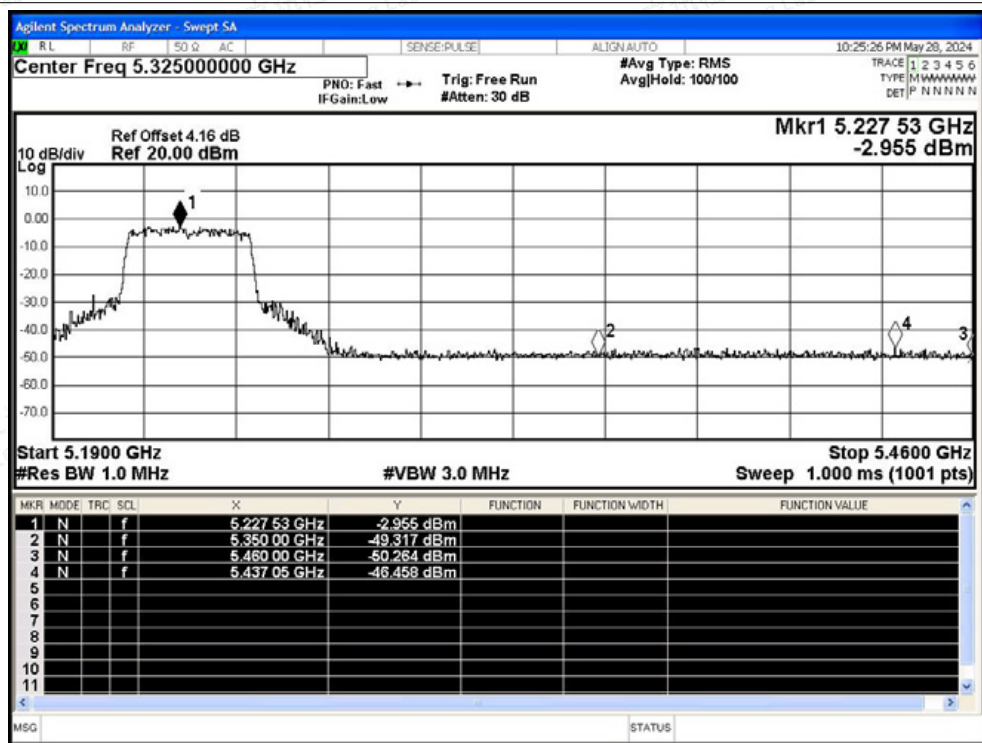 Agilent Spectrum Analyzer - Swept SA
RL RF 50 Ω AC SENSE:PULSE ALIGN AUTO 10:25:26 PM May 28, 2024
Center Freq 5.325000000 GHz
PNO: Fast
IFGain:Low
Trig: Free Run
#Atten: 30 dB
#Avg Type: RMS
Avg|Hold: 100/100
TRACE 1 2 3 4 5 6
TYPE M W W W W W
DET P N N N N N
Mkr1 5.227 53 GHz
-2.955 dBm
Ref Offset 4.16 dB
10 dB/div Ref 20.00 dBm
Log
10.0
0.00
-10.0
-20.0
-30.0
-40.0
-50.0
-60.0
-70.0
1
2
4
3
Start 5.1900 GHz Stop 5.4600 GHz
#Res BW 1.0 MHz #VBW 3.0 MHz Sweep 1.000 ms (1001 pts)
MKR MODE TRC SCL X Y FUNCTION FUNCTION WIDTH FUNCTION VALUE
1 N f 5.227 53 GHz -2.955 dBm
2 N f 5.350 00 GHz -49.317 dBm
3 N f 5.460 00 GHz -50.264 dBm
4 N f 5.437 05 GHz -46.458 dBm
5
6
7
8
9
10
11
MSG STATUS